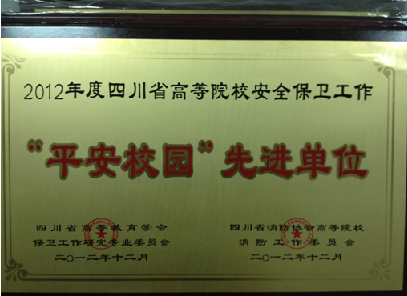 2012年度四川省高等院校安全保卫工作
“平安校园”先进单位
四川省高等教育学会
保卫工作研究专业委员会
二〇一二年十二月
四川省消防协会高等院校
消防工作委员会
二〇一二年十二月